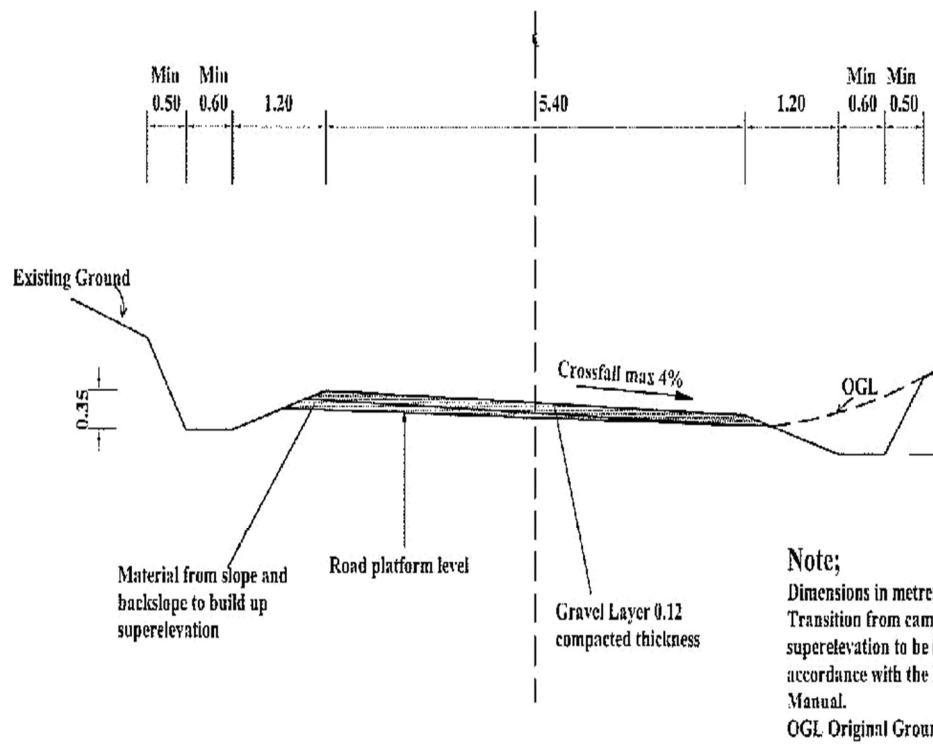 Min Min Min Min
0.50 0.60 1.20 5.40 1.20 0.60 0.50
Existing Ground
Crossfall max 4%
OGL
0.35
Material from slope and
backslope to build up
superelevation
Road platform level
Gravel Layer 0.12
compacted thickness
Note;
Dimensions in metre
Transition from cam
superelevation to be
accordance with the
Manual.
OGL Original Groun